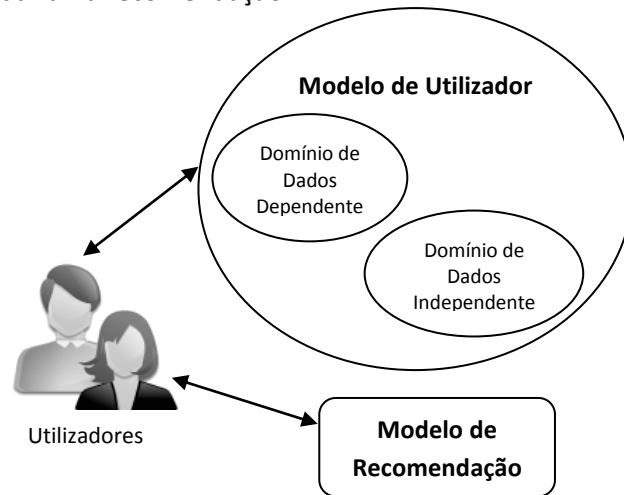 Modelo de Utilizador
Domínio de
Dados
Dependente
Domínio de
Dados
Independente
Utilizadores
Modelo de
Recomendação